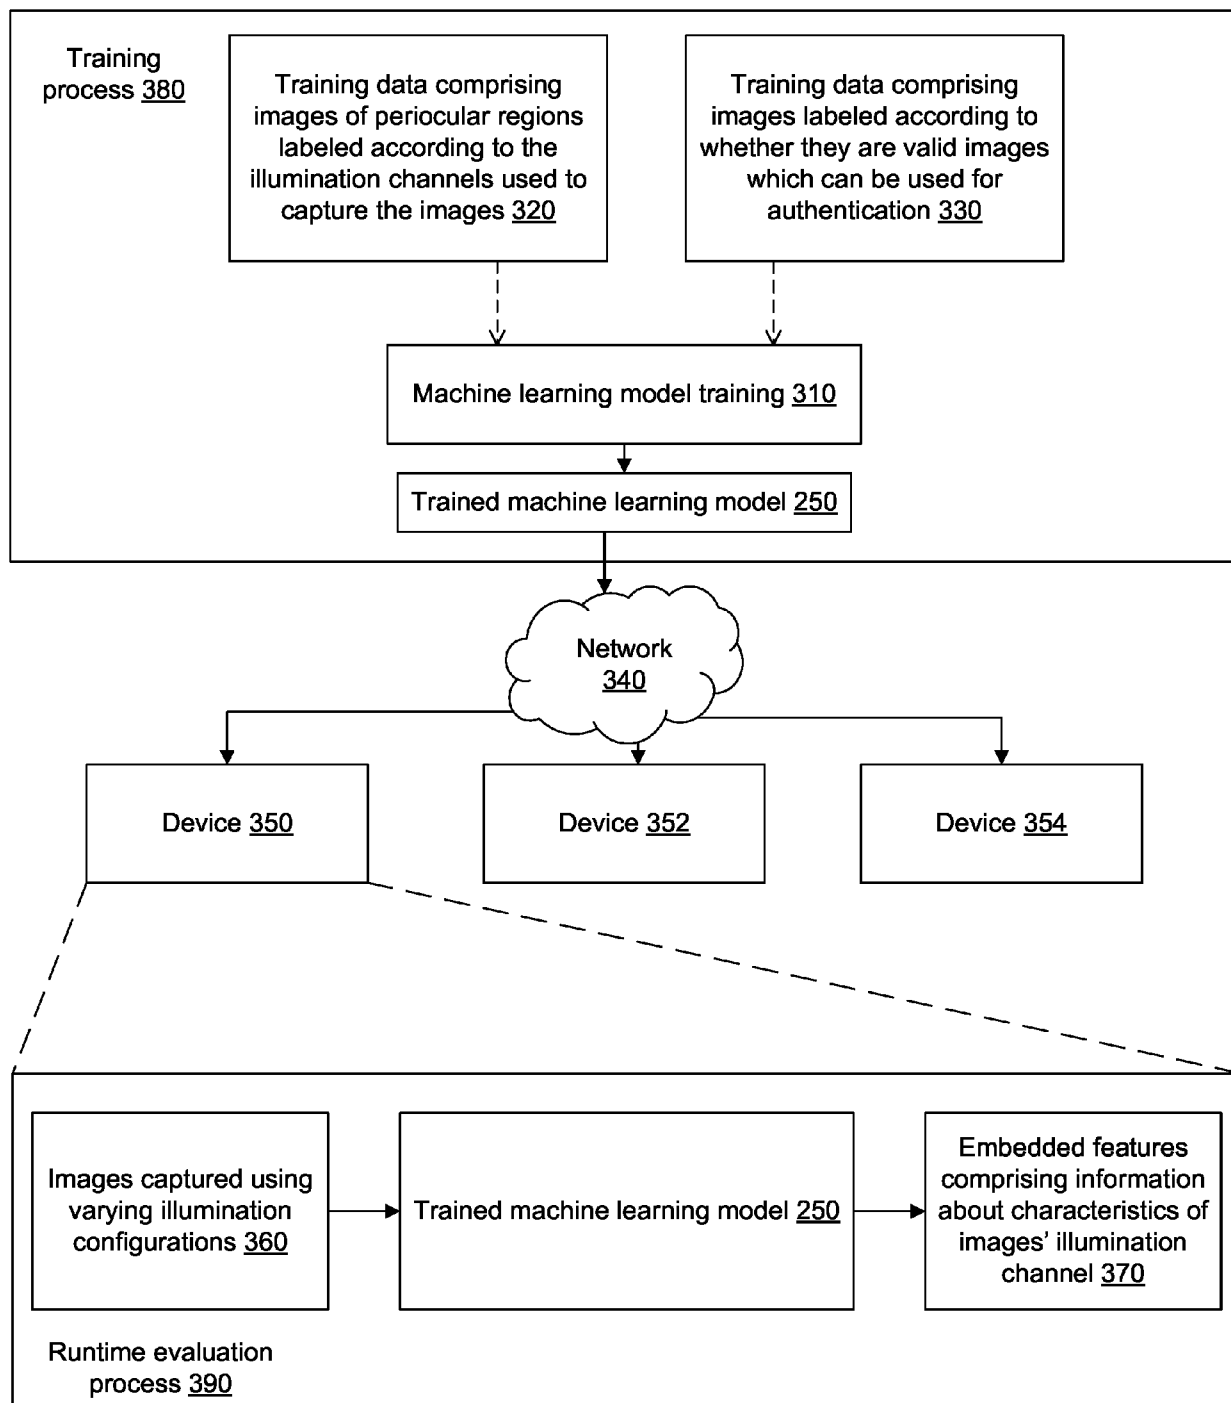 Training
process 380
Training data comprising
images of periocular regions
labeled according to the
illumination channels used to
capture the images 320
Training data comprising
images labeled according to
whether they are valid images
which can be used for
authentication 330
Machine learning model training 310
Trained machine learning model 250
Network
340
Device 350
Device 352
Device 354
Images captured using
varying illumination
configurations 360
Trained machine learning model 250
Embedded features
comprising information
about characteristics of
images’ illumination
channel 370
Runtime evaluation
process 390